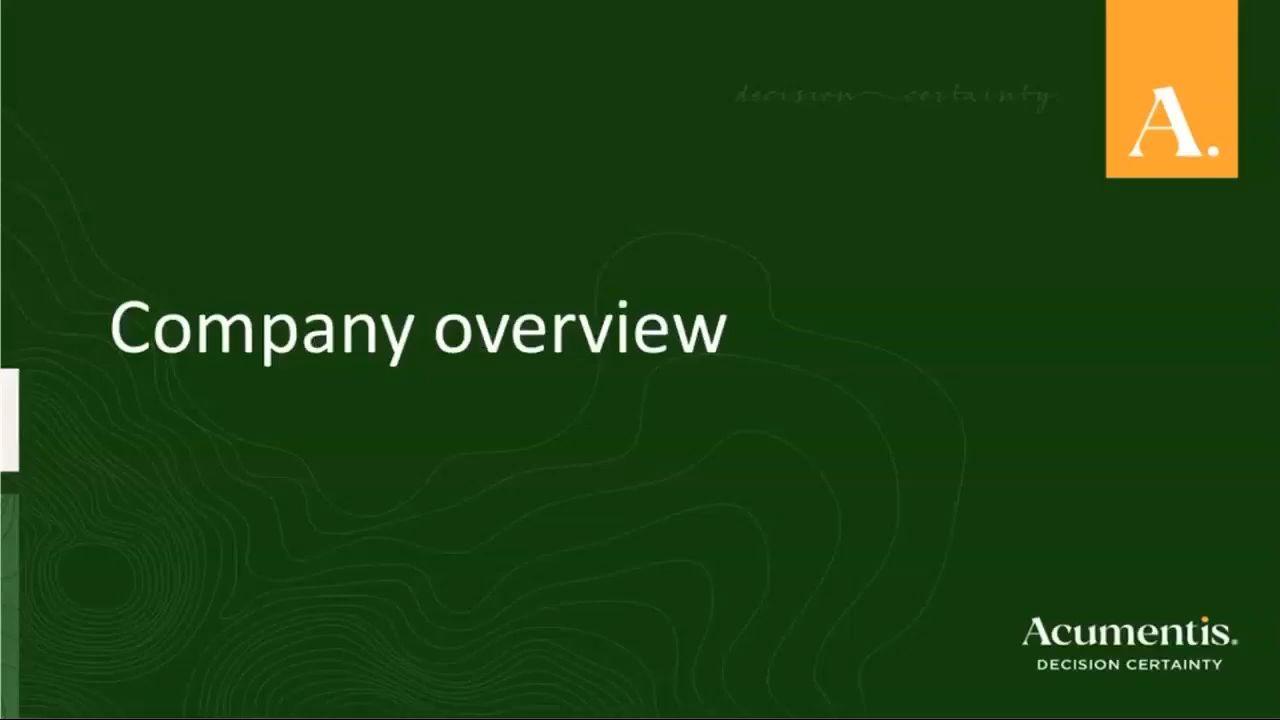 decision certainty
A.
Company overview
Acumentis.
DECISION CERTAINTY